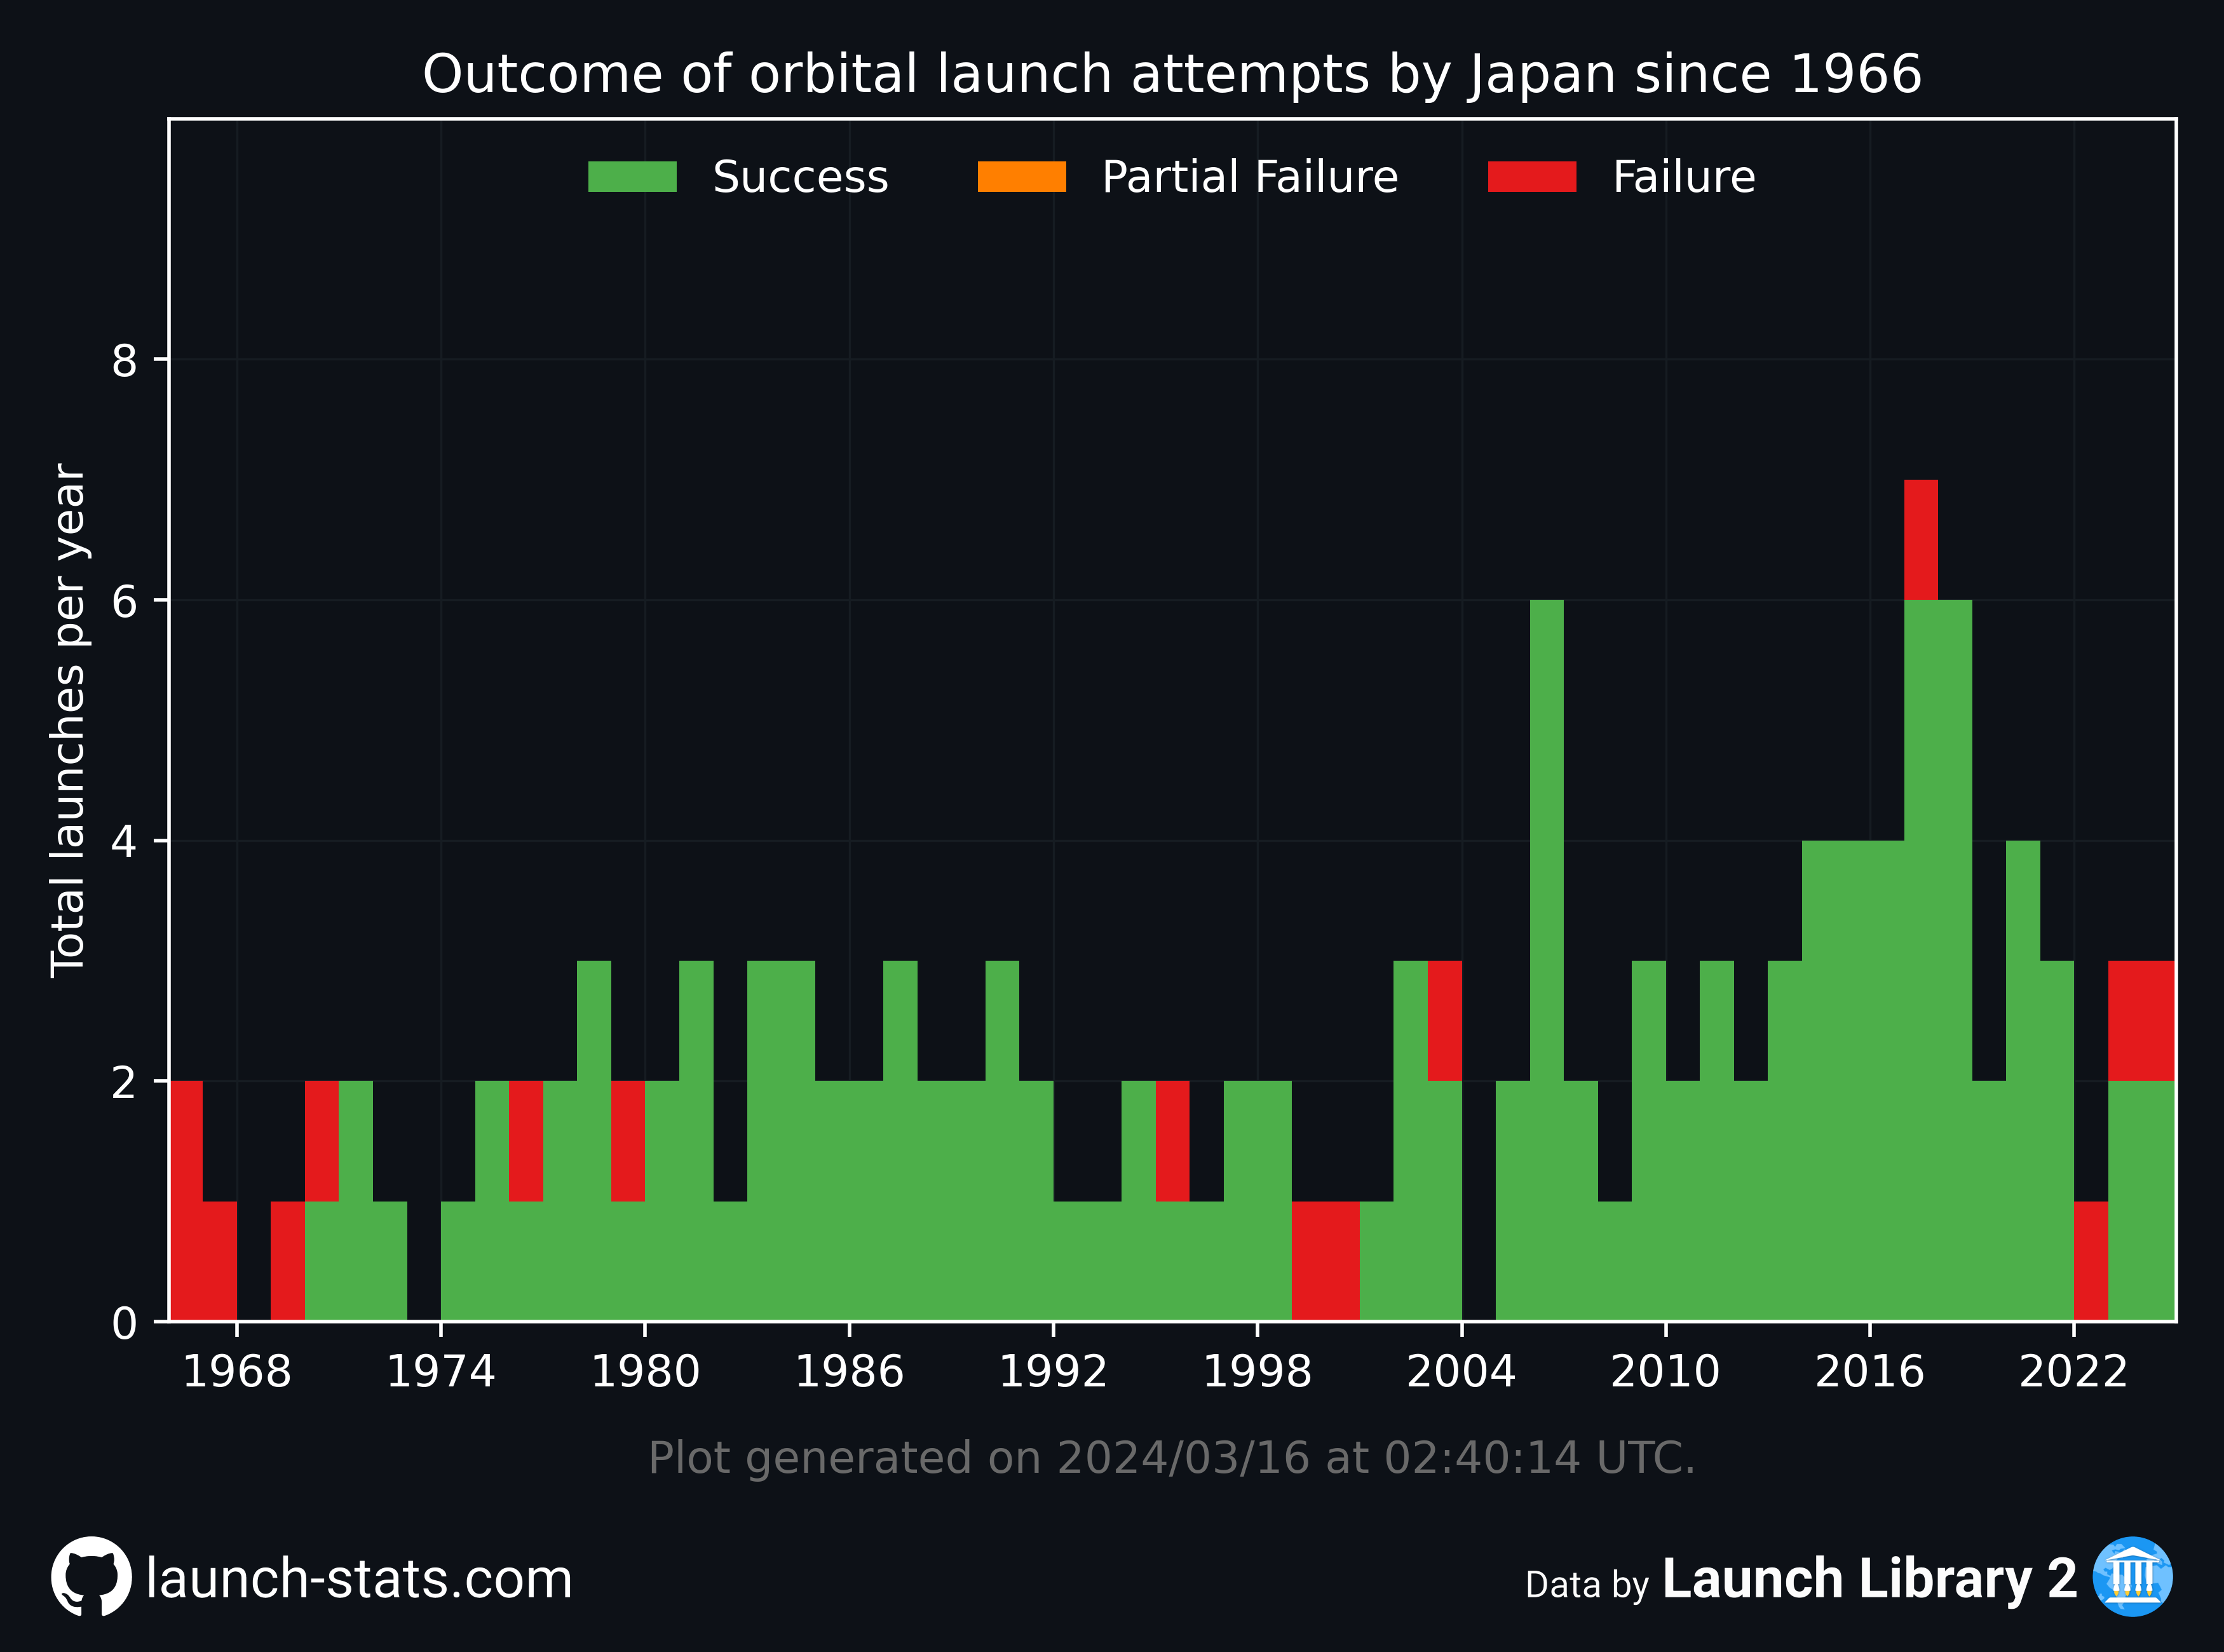 Outcome of orbital launch attempts by Japan since 1966
Success Partial Failure Failure
Total launches per year
8
6
4
2
0
1968 1974 1980 1986 1992 1998 2004 2010 2016 2022
Plot generated on 2024/03/16 at 02:40:14 UTC.
launch-stats.com
Data by Launch Library 2